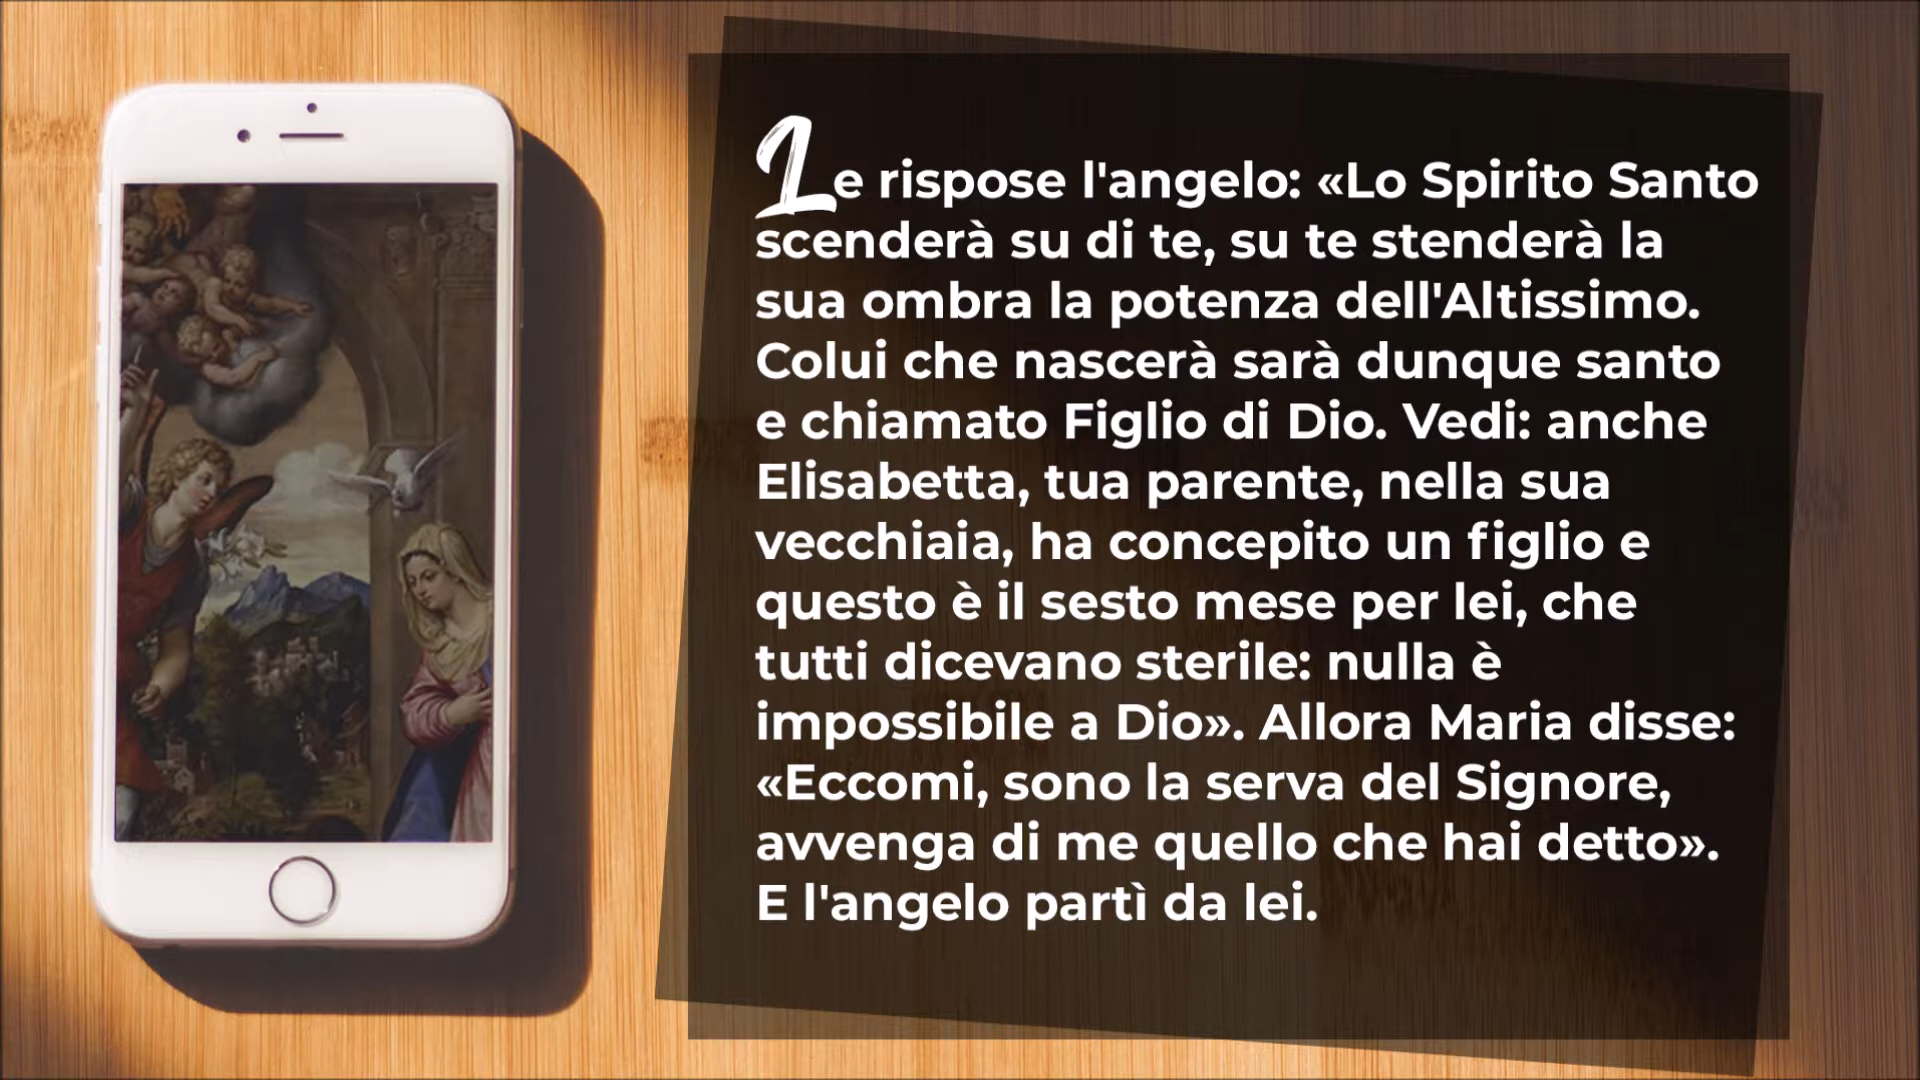 Le rispose l'angelo: «Lo Spirito Santo
scenderà su di te, su te stenderà la
sua ombra la potenza dell'Altissimo.
Colui che nascerà sarà dunque santo
e chiamato Figlio di Dio. Vedi: anche
Elisabetta, tua parente, nella sua
vecchiaia, ha concepito un figlio e
questo è il sesto mese per lei, che
tutti dicevano sterile: nulla è
impossibile a Dio». Allora Maria disse:
«Eccomi, sono la serva del Signore,
avvenga di me quello che hai detto».
E l'angelo partì da lei.